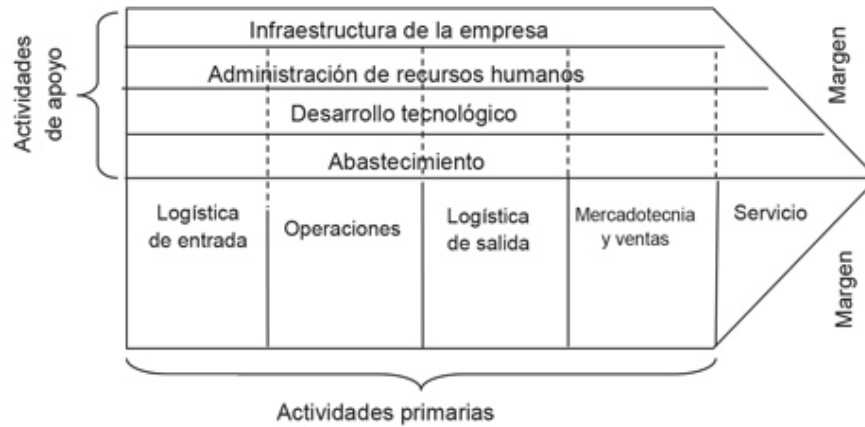 Actividades
de apoyo
Infraestructura de la empresa
Administración de recursos humanos
Desarrollo tecnológico
Abastecimiento
Margen
Logística
de entrada
Operaciones
Logística
de salida
Mercadotecnia
y ventas
Servicio
Margen
Actividades primarias